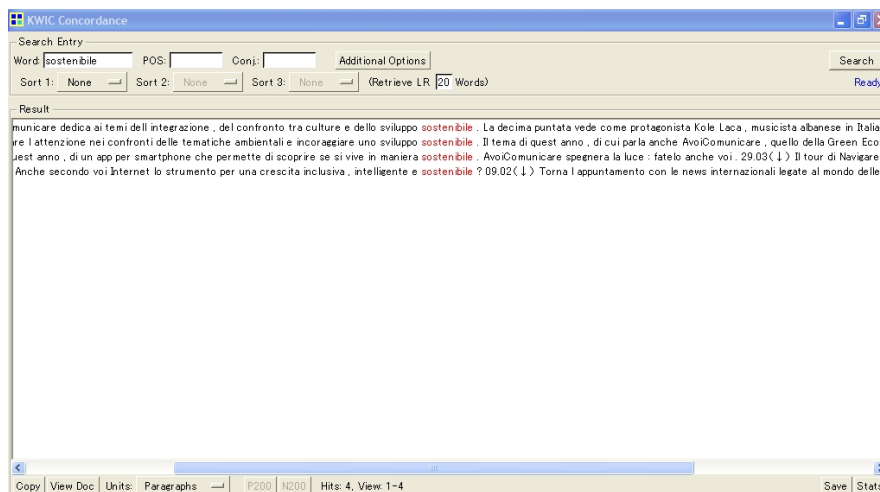 KWIC Concordance
Search Entry
Word: sostenibile POS: Conj.: Additional Options Search
Sort 1: None Sort 2: None Sort 3: None (Retrieve LR 20 Words) Ready
Result
municare dedica ai temi dell integrazione , del confronto tra culture e dello sviluppo sostenibile . La decima puntata vede come protagonista Kole Laca , musicista albanese in Italia
re l attenzione nei confronti delle tematiche ambientali e incoraggiare uno sviluppo sostenibile . Il tema di quest anno , di cui parla anche AvoiComunicare , quello della Green Eco
uest anno , di un app per smartphone che permette di scoprire se si vive in maniera sostenibile . AvoiComunicare spegnera la luce : fatelo anche voi . 29.03(↓) Il tour di Navigare
Anche secondo voi Internet lo strumento per una crescita inclusiva , intelligente e sostenibile ? 09.02(↓) Torna l appuntamento con le news internazionali legate al mondo delle
Copy View Doc Units: Paragraphs P200 N200 Hits: 4, View: 1-4 Save Stats